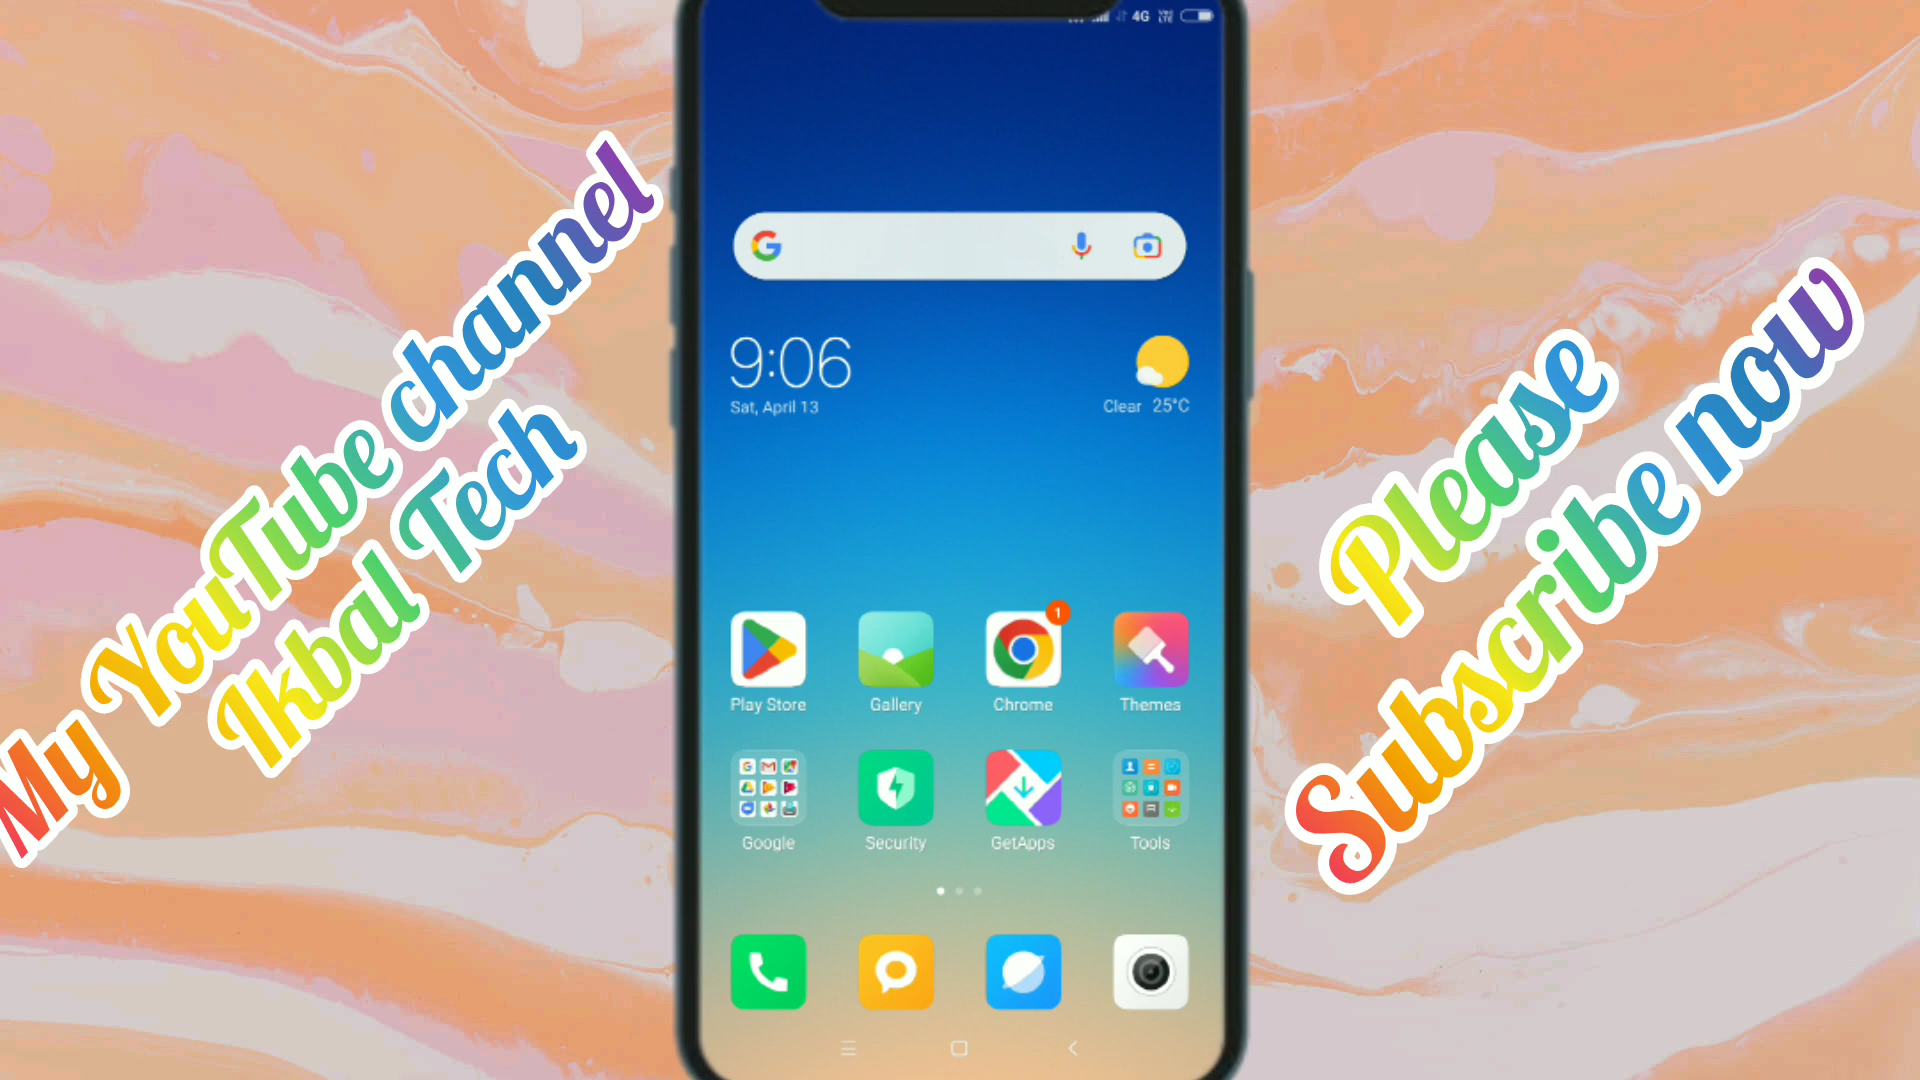 My YouTube channel
Ikbal Tech
Please
Subscribe now
4G
9:06
Sat, April 13
Clear 25°C
1
Play Store
Gallery
Chrome
Themes
Google
Security
GetApps
Tools